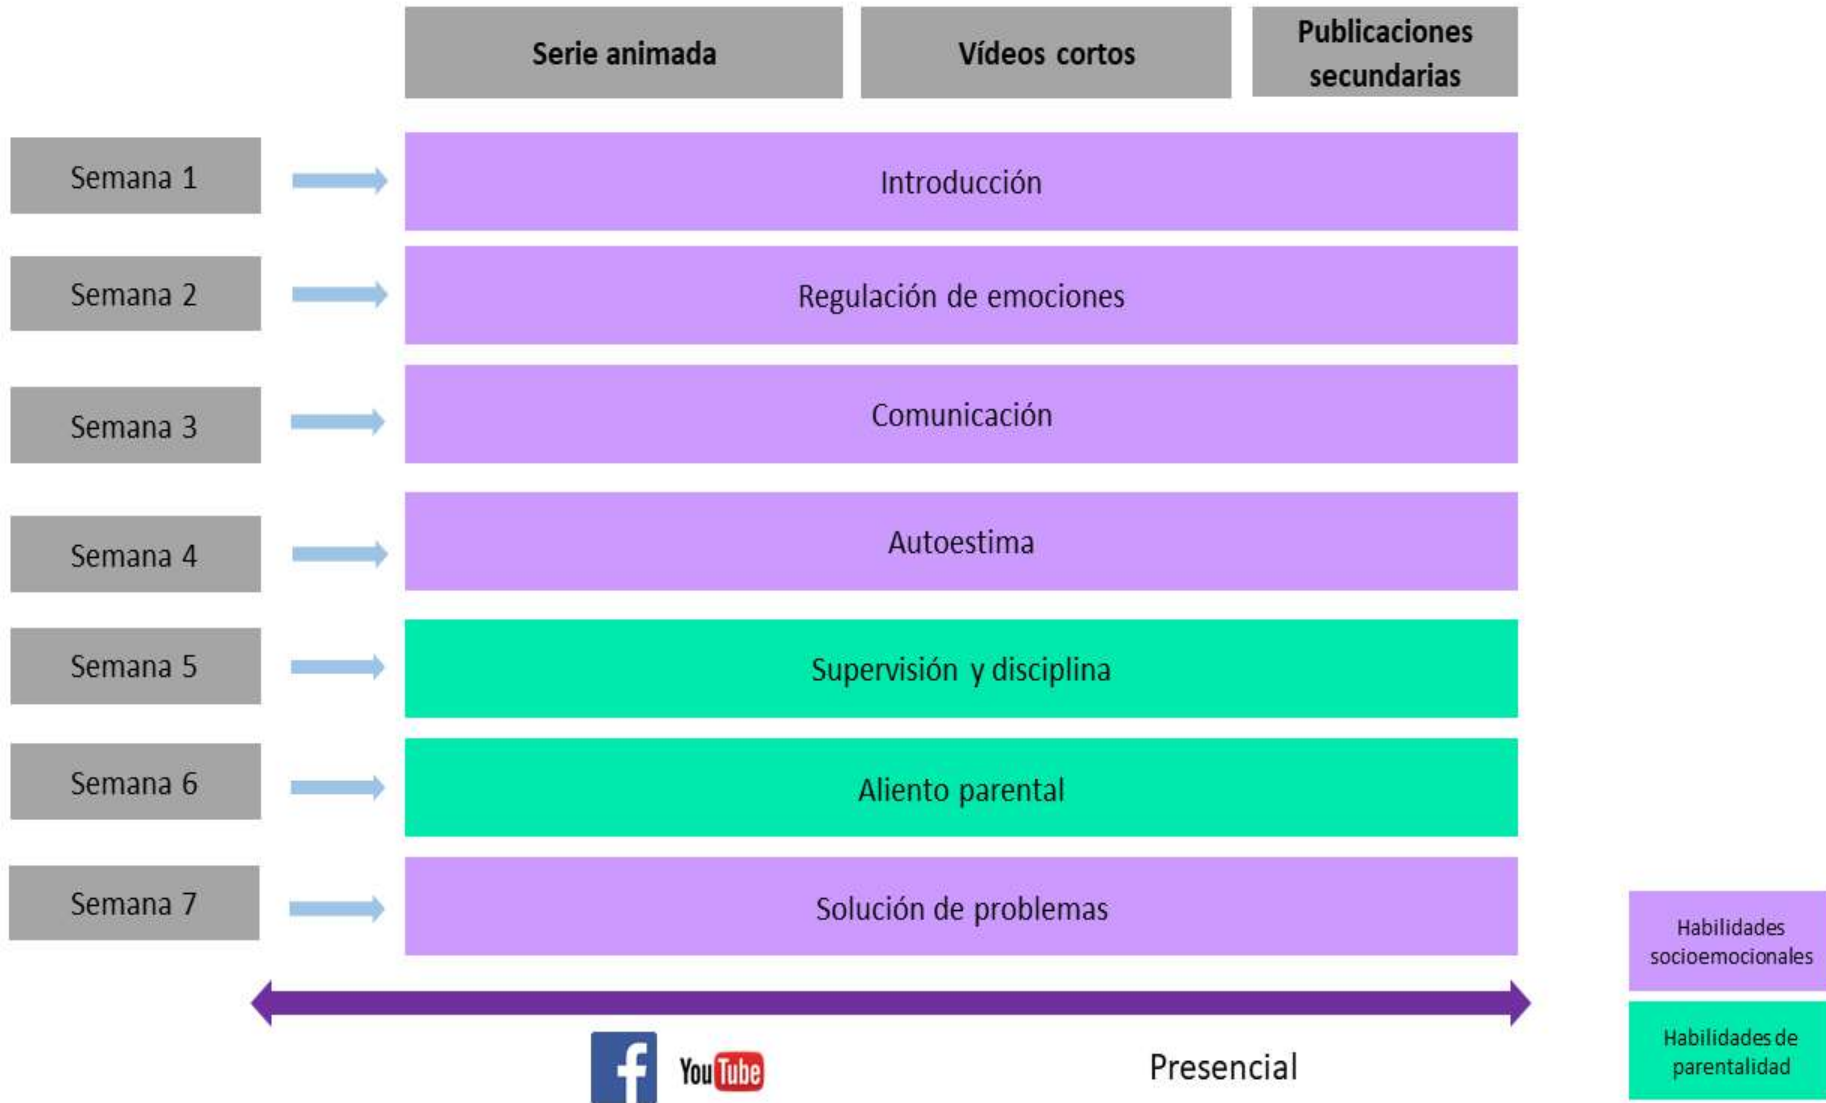 Serie animada
Vídeos cortos
Publicaciones
secundarias
Semana 1
Introducción
Semana 2
Regulación de emociones
Semana 3
Comunicación
Semana 4
Autoestima
Semana 5
Supervisión y disciplina
Semana 6
Aliento parental
Semana 7
Solución de problemas
Habilidades
socioemocionales
Habilidades de
parentalidad
f
YouTube
Presencial